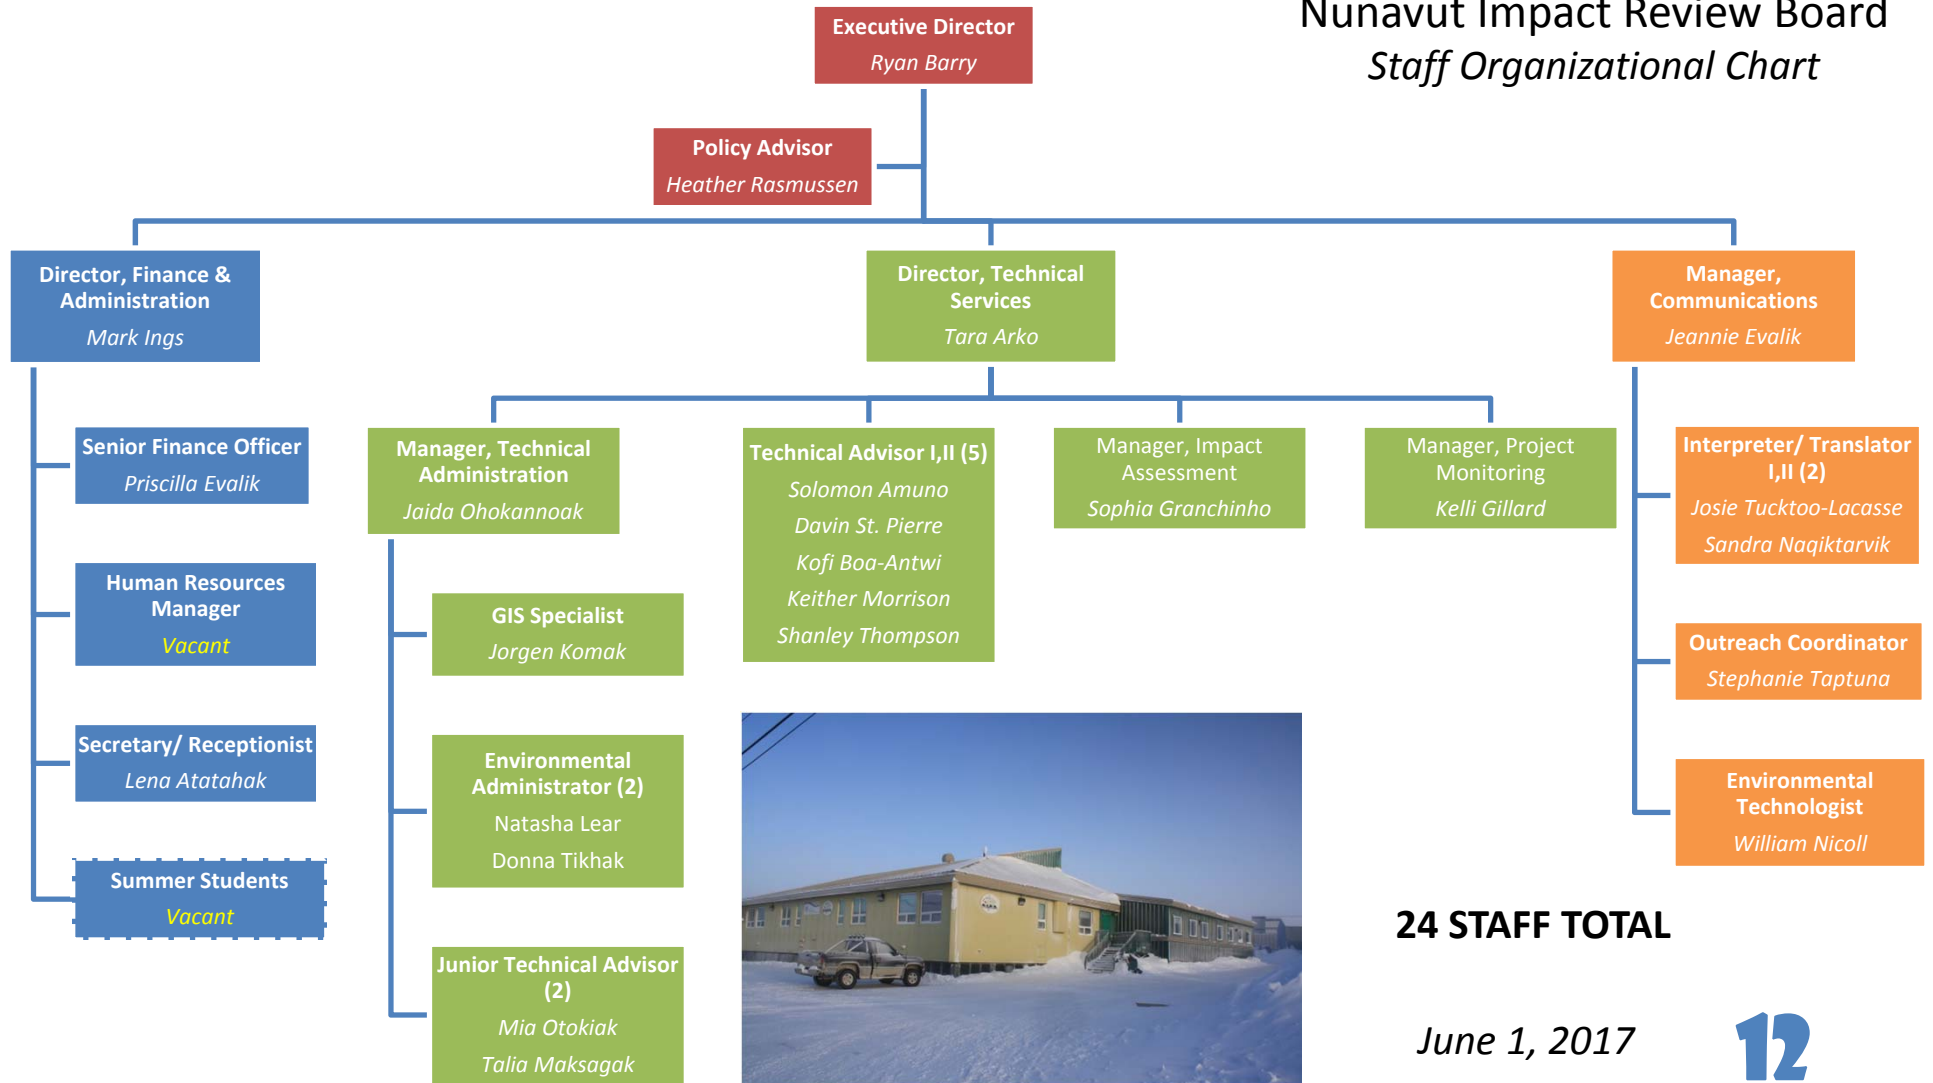 Nunavut Impact Review Board
Staff Organizational Chart
Executive Director
Ryan Barry
Policy Advisor
Heather Rasmussen
Director, Finance &
Administration
Mark Ings
Director, Technical
Services
Tara Arko
Manager,
Communications
Jeannie Evalik
Senior Finance Officer
Priscilla Evalik
Human Resources
Manager
Vacant
Secretary/ Receptionist
Lena Atatahak
Summer Students
Vacant
Manager, Technical
Administration
Jaida Ohokannoak
GIS Specialist
Jorgen Komak
Environmental
Administrator (2)
Natasha Lear
Donna Tikhak
Junior Technical Advisor
(2)
Mia Otokiak
Talia Maksagak
Technical Advisor I,II (5)
Solomon Amuno
Davin St. Pierre
Kofi Boa-Antwi
Keither Morrison
Shanley Thompson
Manager, Impact
Assessment
Sophia Granchinho
Manager, Project
Monitoring
Kelli Gillard
Interpreter/ Translator
I,II (2)
Josie Tucktoo-Lacasse
Sandra Naqiktarvik
Outreach Coordinator
Stephanie Taptuna
Environmental
Technologist
William Nicoll
24 STAFF TOTAL
June 1, 2017
12